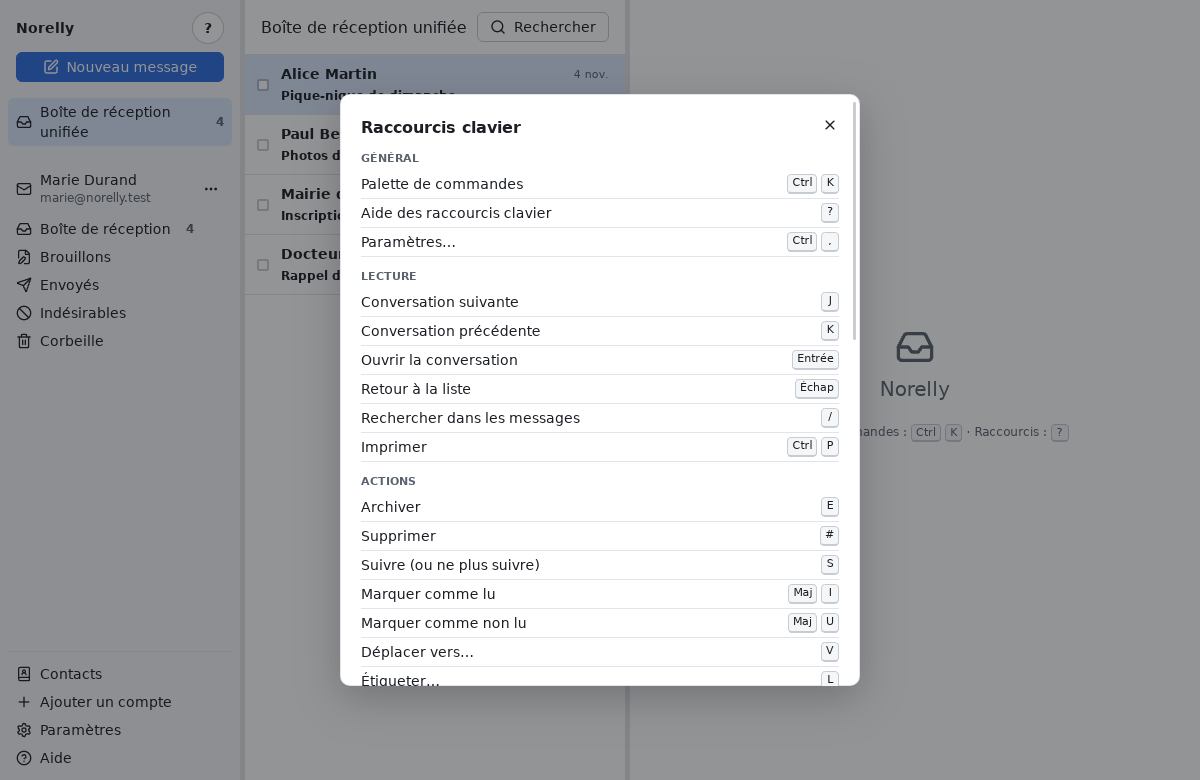 Norelly
?
Nouveau message
Boîte de réception
unifiée
4
Marie Durand
marie@norelly.test
Boîte de réception 4
Brouillons
Envoyés
Indésirables
Corbeille
Contacts
Ajouter un compte
Paramètres
Aide
Boîte de réception unifiée
Rechercher
Alice Martin 4 nov.
Pique-nique de dimanche
Paul
Photos
Mairie
Rappel
Raccourcis clavier
GÉNÉRAL
Palette de commandes Ctrl K
Aide des raccourcis clavier ?
Paramètres… Ctrl ,
LECTURE
Conversation suivante J
Conversation précédente K
Ouvrir la conversation Entrée
Retour à la liste Échap
Rechercher dans les messages /
Imprimer Ctrl P
ACTIONS
Archiver E
Supprimer #
Suivre (ou ne plus suivre) S
Marquer comme lu Maj I
Marquer comme non lu Maj U
Déplacer vers… V
Étiqueter… L
Norelly
: Ctrl K · Raccourcis : ?